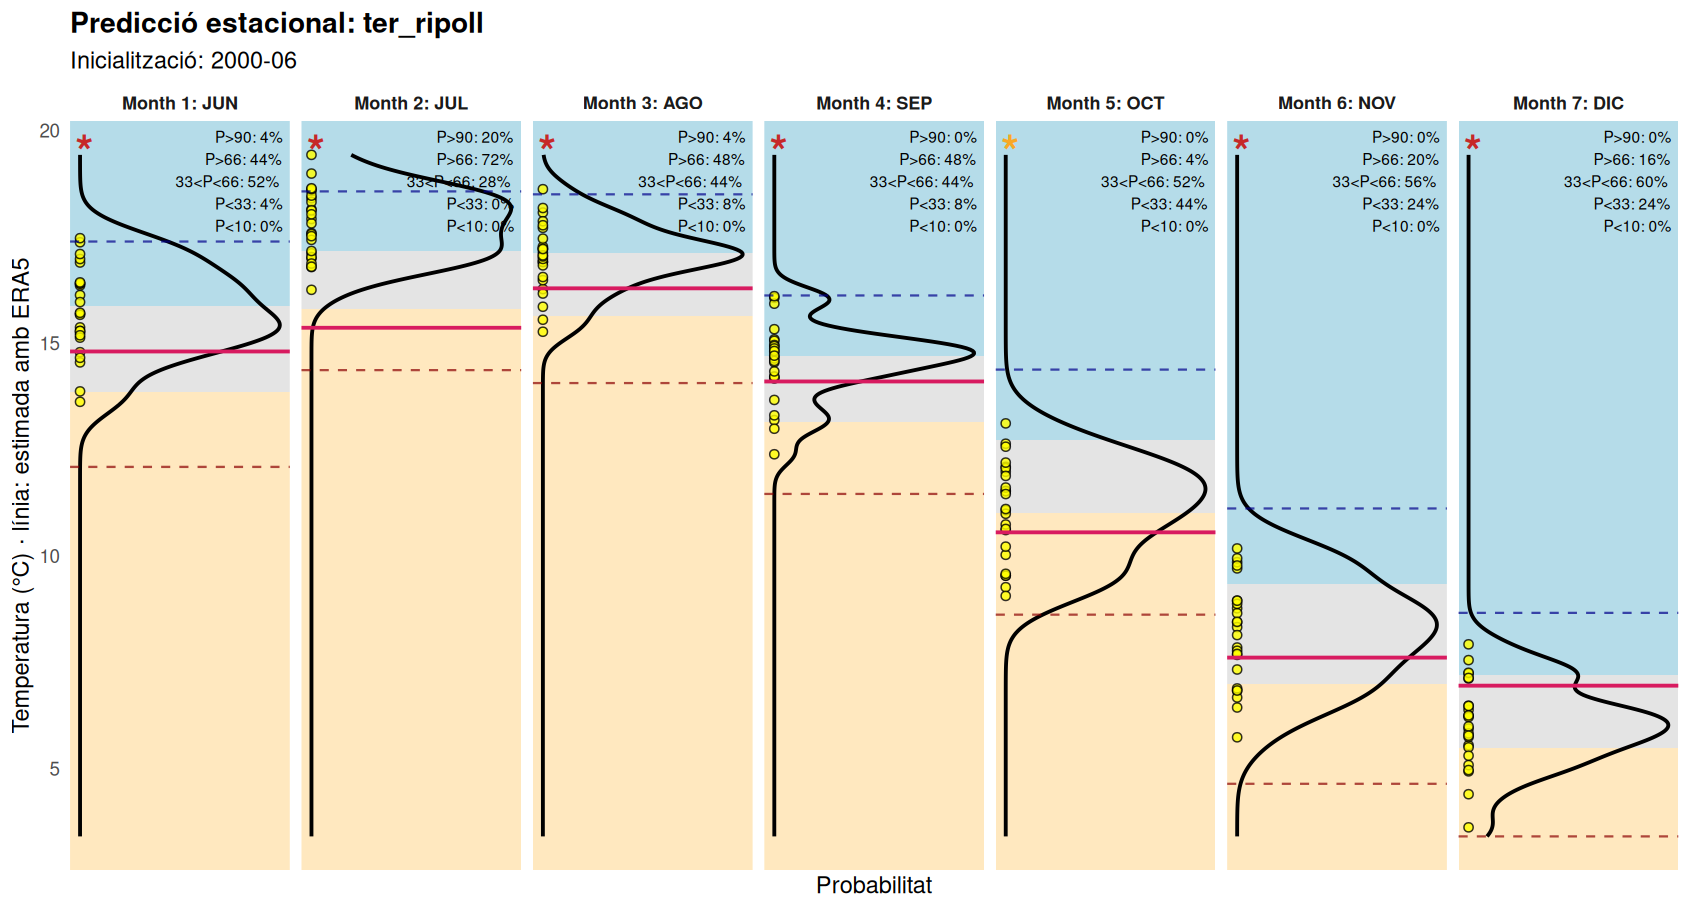 Predicció estacional: ter_ripoll
Inicialització: 2000-06
Month 1: JUN
Month 2: JUL
Month 3: AGO
Month 4: SEP
Month 5: OCT
Month 6: NOV
Month 7: DIC
Temperatura (°C) · línia: estimada amb ERA5
20
15
10
5
*
P>90: 4%
P>66: 44%
33<P<66: 52%
P<33: 4%
P<10: 0%
*
P>90: 20%
P>66: 72%
33<P<66: 28%
P<33: 0%
P<10: 0%
*
P>90: 4%
P>66: 48%
33<P<66: 44%
P<33: 8%
P<10: 0%
*
P>90: 0%
P>66: 48%
33<P<66: 44%
P<33: 8%
P<10: 0%
*
P>90: 0%
P>66: 4%
33<P<66: 52%
P<33: 44%
P<10: 0%
*
P>90: 0%
P>66: 20%
33<P<66: 56%
P<33: 24%
P<10: 0%
*
P>90: 0%
P>66: 16%
33<P<66: 60%
P<33: 24%
P<10: 0%
Probabilitat